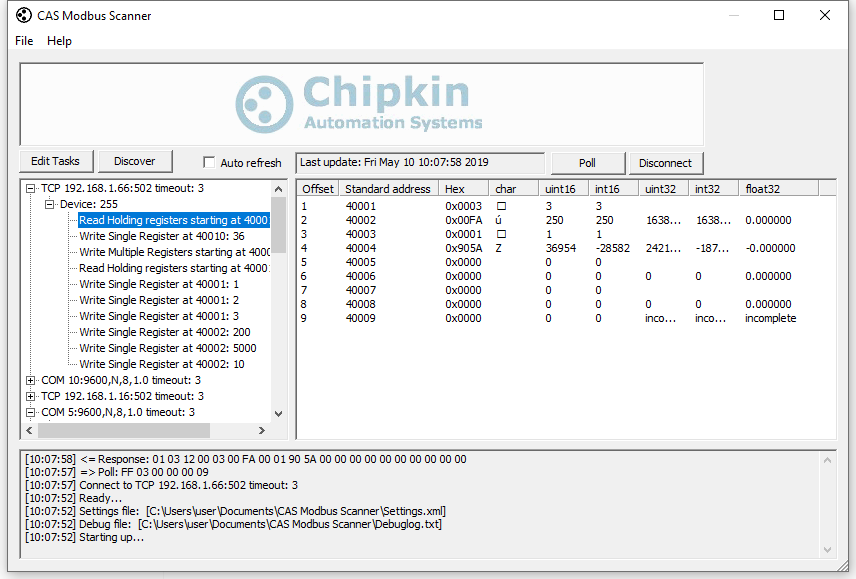 CAS Modbus Scanner
File Help
Chipkin
Automation Systems
Edit Tasks Discover Auto refresh Last update: Fri May 10 10:07:58 2019 Poll Disconnect
TCP 192.168.1.66:502 timeout: 3
Device: 255
Read Holding registers starting at 4000
Write Single Register at 40010: 36
Write Multiple Registers starting at 400
Read Holding registers starting at 4000
Write Single Register at 40001: 1
Write Single Register at 40001: 2
Write Single Register at 40001: 3
Write Single Register at 40002: 200
Write Single Register at 40002: 5000
Write Single Register at 40002: 10
COM 10:9600,N,8,1.0 timeout: 3
TCP 192.168.1.16:502 timeout: 3
COM 5:9600,N,8,1.0 timeout: 3
Offset Standard address Hex char uint16 int16 uint32 int32 float32
1 40001 0x0003 □ 3 3
2 40002 0x00FA ú 250 250 1638... 1638... 0.000000
3 40003 0x0001 □ 1 1
4 40004 0x905A Z 36954 -28582 2421... -187... -0.000000
5 40005 0x0000 0 0
6 40006 0x0000 0 0 0 0 0.000000
7 40007 0x0000 0 0
8 40008 0x0000 0 0 0 0 0.000000
9 40009 0x0000 0 0 inco... inco... incomplete
[10:07:58] <= Response: 01 03 12 00 03 00 FA 00 01 90 5A 00 00 00 00 00 00 00 00 00 00
[10:07:57] => Poll: FF 03 00 00 00 09
[10:07:57] Connect to TCP 192.168.1.66:502 timeout: 3
[10:07:52] Ready...
[10:07:52] Settings file: [C:\Users\user\Documents\CAS Modbus Scanner\Settings.xml]
[10:07:52] Debug file: [C:\Users\user\Documents\CAS Modbus Scanner\Debuglog.txt]
[10:07:52] Starting up...